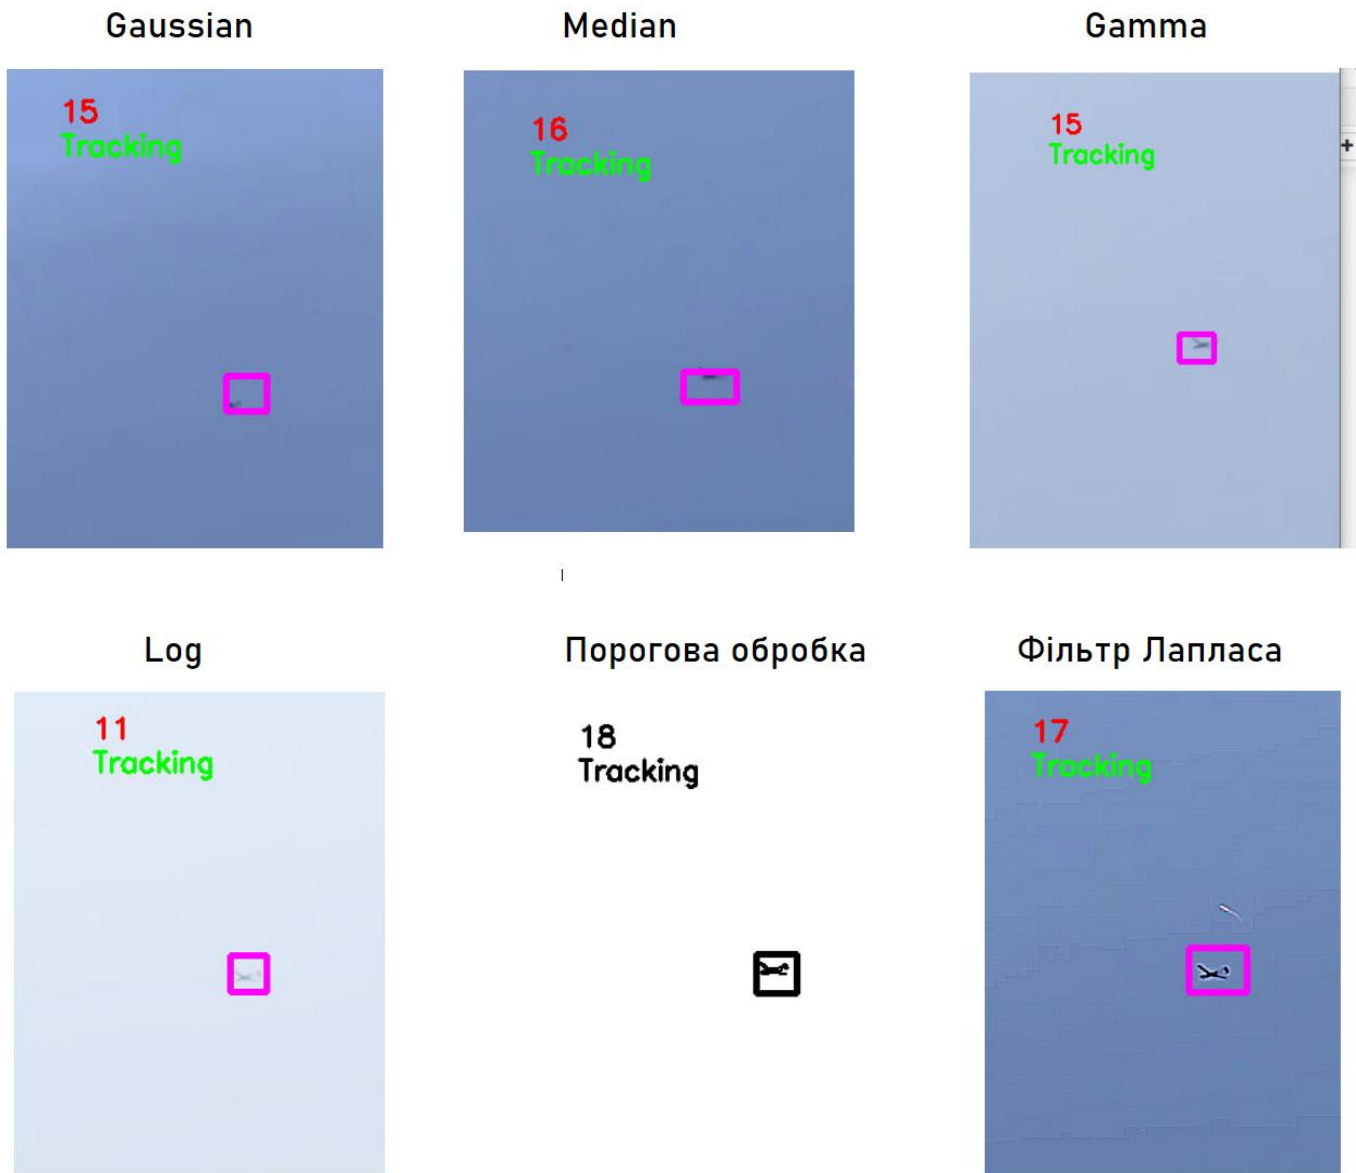 Gaussian
Median
Gamma
15
Tracking
16
Tracking
15
Tracking
+
Log
Порогова обробка
Фільтр Лапласа
11
Tracking
18
Tracking
17
Tracking